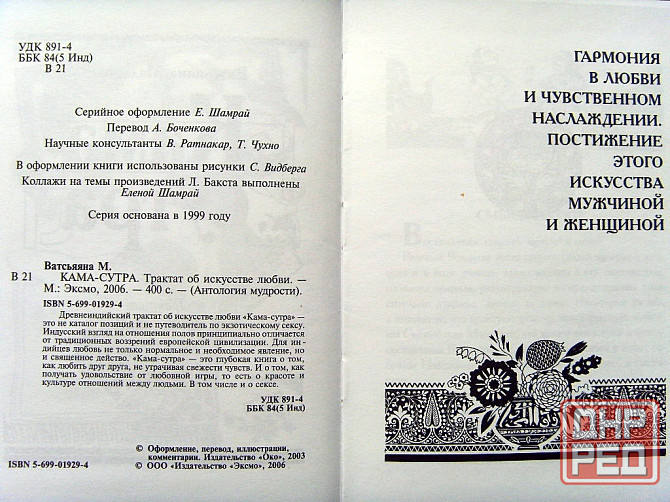 УДК 891-4
ББК 84(5 Инд)
В 21
Серийное оформление Е. Шамрай
Перевод А. Боченкова
Научные консультанты В. Ратнакар, Т. Чухно
В оформлении книги использованы рисунки С. Видберга
Коллажи на темы произведений Л. Бакста выполнены
Еленой Шамрай
Серия основана в 1999 году
Ватсьяяна М.
В 21 КАМА-СУТРА. Трактат об искусстве любви. —
М.: Эксмо, 2006. — 400 с. — (Антология мудрости).
ISBN 5-699-01929-4
Древнеиндийский трактат об искусстве любви «Кама-сутра» —
это не каталог позиций и не путеводитель по экзотическому сексу.
Индусский взгляд на отношения полов принципиально отличается
от традиционных воззрений европейской цивилизации. Для ин-
дийцев любовь не только нормальное и необходимое явление, но
и священное действо. «Кама-сутра» — это глубокая книга о том,
как любить друг друга, не утрачивая свежести чувств. И о том, как
получать удовольствие от любовной игры, то есть о красоте и
культуре отношений между людьми. В том числе и о сексе.
УДК 891-4
ББК 84(5 Инд)
© Оформление, перевод, иллюстрации,
комментарии. Издательство «Око», 2003
ISBN 5-699-01929-4 © ООО «Издательство «Эксмо», 2006
ГАРМОНИЯ
В ЛЮБВИ
И ЧУВСТВЕННОМ
НАСЛАЖДЕНИИ.
ПОСТИЖЕНИЕ
ЭТОГО
ИСКУССТВА
МУЖЧИНОЙ
И ЖЕНЩИНОЙ
ДНР
РЕД